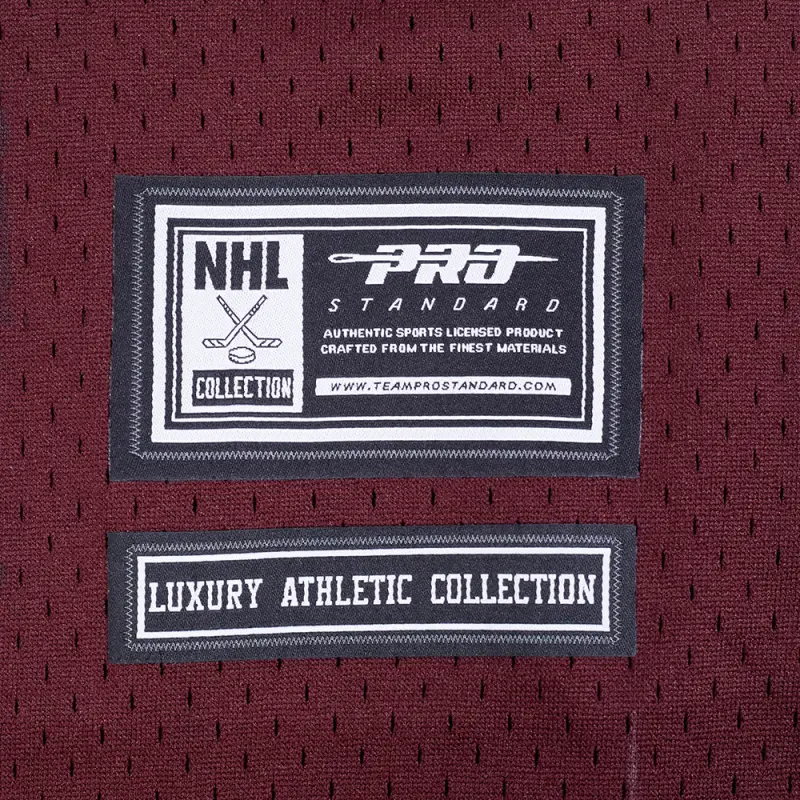 NHL
COLLECTION
PRO
STANDARD
AUTHENTIC SPORTS LICENSED PRODUCT
CRAFTED FROM THE FINEST MATERIALS
WWW.TEAMPROSTANDARD.COM
LUXURY ATHLETIC COLLECTION